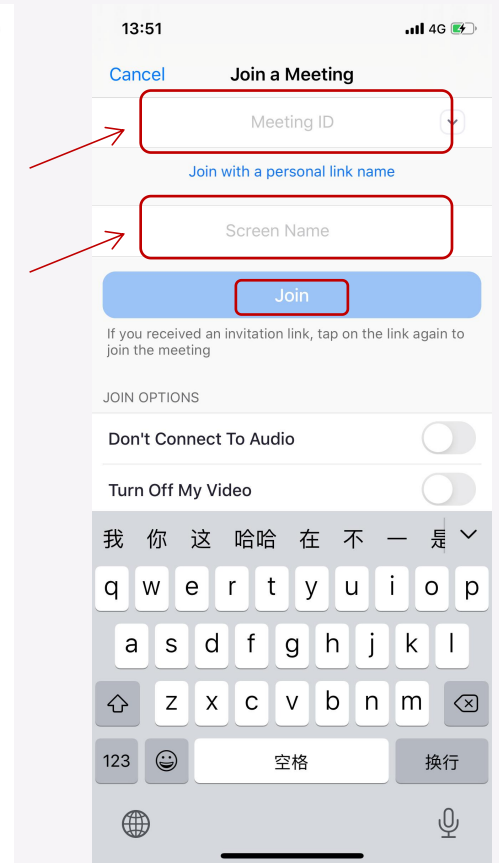 13:51 4G
Cancel Join a Meeting
Meeting ID
Join with a personal link name
Screen Name
Join
If you received an invitation link, tap on the link again to
join the meeting
JOIN OPTIONS
Don't Connect To Audio
Turn Off My Video
我 你 这 哈哈 在 不 一 是
q w e r t y u i o p
a s d f g h j k l
z x c v b n m
123 空格 换行